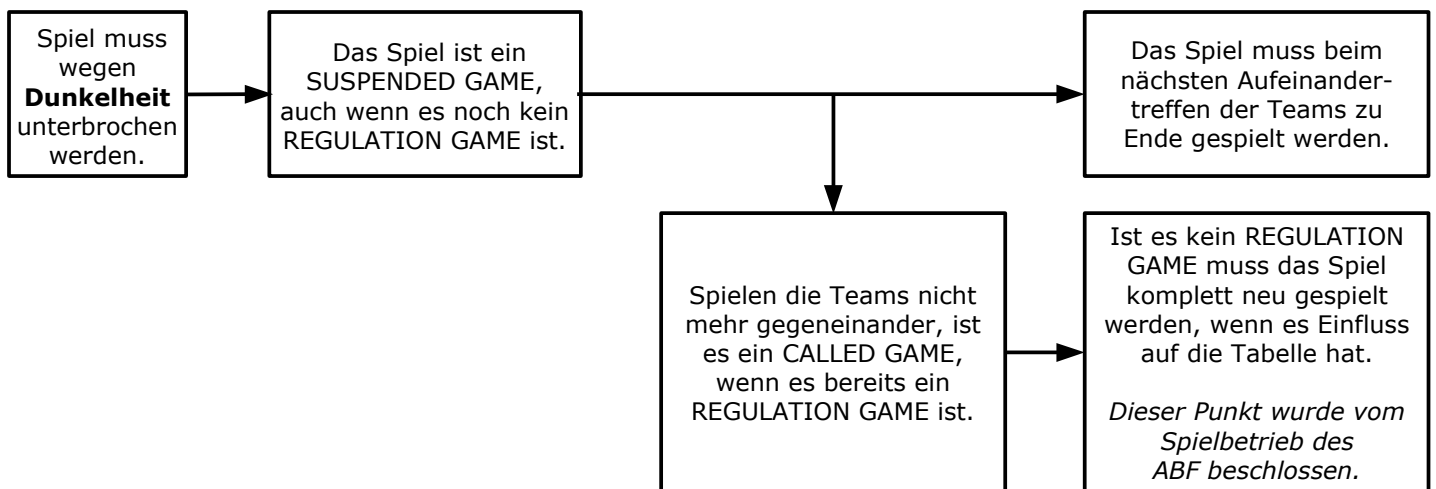 Spiel muss
wegen
Dunkelheit
unterbrochen
werden.
Das Spiel ist ein
SUSPENDED GAME,
auch wenn es noch kein
REGULATION GAME ist.
Das Spiel muss beim
nächsten Aufeinander-
treffen der Teams zu
Ende gespielt werden.
Spielen die Teams nicht
mehr gegeneinander, ist
es ein CALLED GAME,
wenn es bereits ein
REGULATION GAME ist.
Ist es kein REGULATION
GAME muss das Spiel
komplett neu gespielt
werden, wenn es Einfluss
auf die Tabelle hat.
Dieser Punkt wurde vom
Spielbetrieb des
ABF beschlossen.